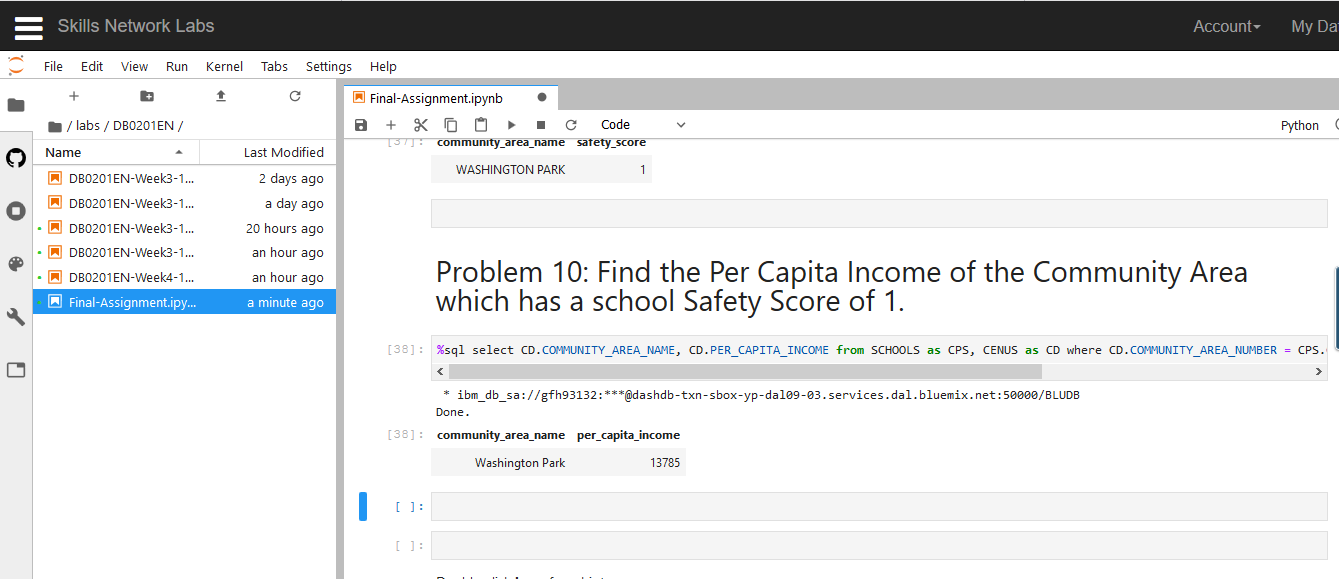 Skills Network Labs
Account
My Da
File Edit View Run Kernel Tabs Settings Help
Final-Assignment.ipynb
/ labs / DB0201EN /
Code
Python
Name Last Modified
DB0201EN-Week3-1... 2 days ago
DB0201EN-Week3-1... a day ago
DB0201EN-Week3-1... 20 hours ago
DB0201EN-Week3-1... an hour ago
DB0201EN-Week4-1... an hour ago
Final-Assignment.ipy... a minute ago
[37]: community_area_name safety_score
WASHINGTON PARK 1
Problem 10: Find the Per Capita Income of the Community Area
which has a school Safety Score of 1.
[38]: %sql select CD.COMMUNITY_AREA_NAME, CD.PER_CAPITA_INCOME from SCHOOLS as CPS, CENUS as CD where CD.COMMUNITY_AREA_NUMBER = CPS.
* ibm_db_sa://gfh93132:***@dashdb-txn-sbox-yp-dal09-03.services.dal.bluemix.net:50000/BLUDB
Done.
[38]: community_area_name per_capita_income
Washington Park 13785
[ ]:
[ ]: